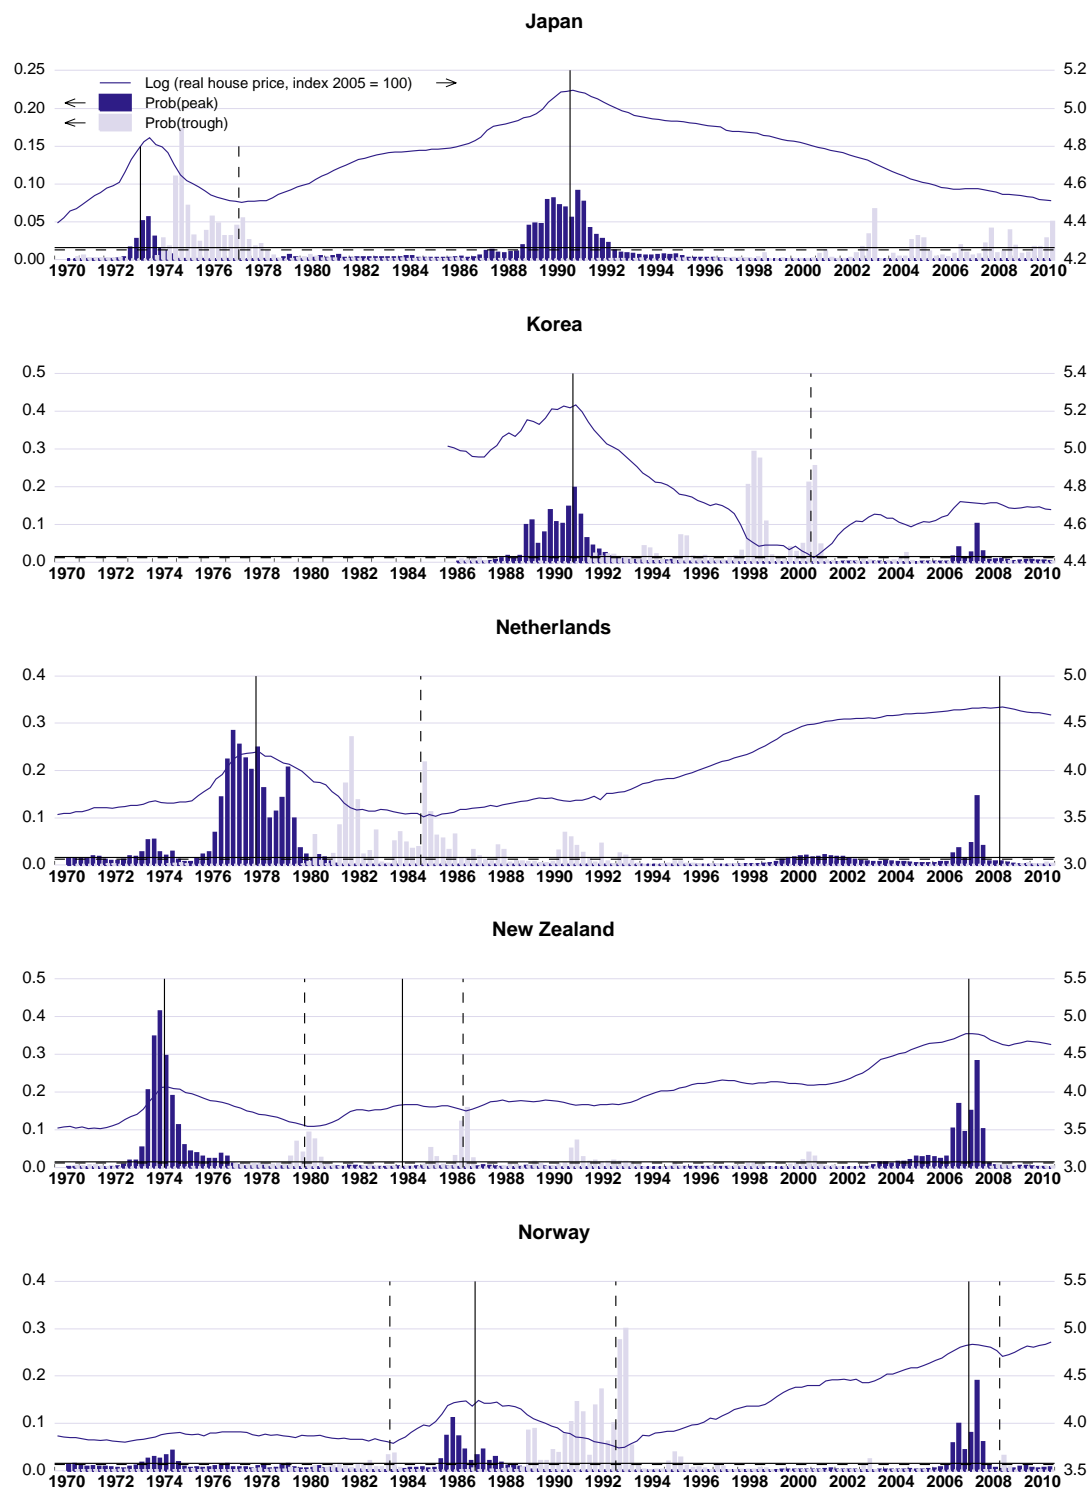 Japan
0.25 5.2
Log (real house price, index 2005 = 100) →
← Prob(peak)
0.20 5.0
← Prob(trough)
0.15 4.8
0.10 4.6
0.05 4.4
0.00 4.2
1970 1972 1974 1976 1978 1980 1982 1984 1986 1988 1990 1992 1994 1996 1998 2000 2002 2004 2006 2008 2010
Korea
0.5 5.4
0.4 5.2
0.3 5.0
0.2 4.8
0.1 4.6
0.0 4.4
1970 1972 1974 1976 1978 1980 1982 1984 1986 1988 1990 1992 1994 1996 1998 2000 2002 2004 2006 2008 2010
Netherlands
0.4 5.0
0.3 4.5
0.2 4.0
0.1 3.5
0.0 3.0
1970 1972 1974 1976 1978 1980 1982 1984 1986 1988 1990 1992 1994 1996 1998 2000 2002 2004 2006 2008 2010
New Zealand
0.5 5.5
0.4 5.0
0.3 4.5
0.2 4.0
0.1 3.5
0.0 3.0
1970 1972 1974 1976 1978 1980 1982 1984 1986 1988 1990 1992 1994 1996 1998 2000 2002 2004 2006 2008 2010
Norway
0.4 5.5
0.3 5.0
0.2 4.5
0.1 4.0
0.0 3.5
1970 1972 1974 1976 1978 1980 1982 1984 1986 1988 1990 1992 1994 1996 1998 2000 2002 2004 2006 2008 2010